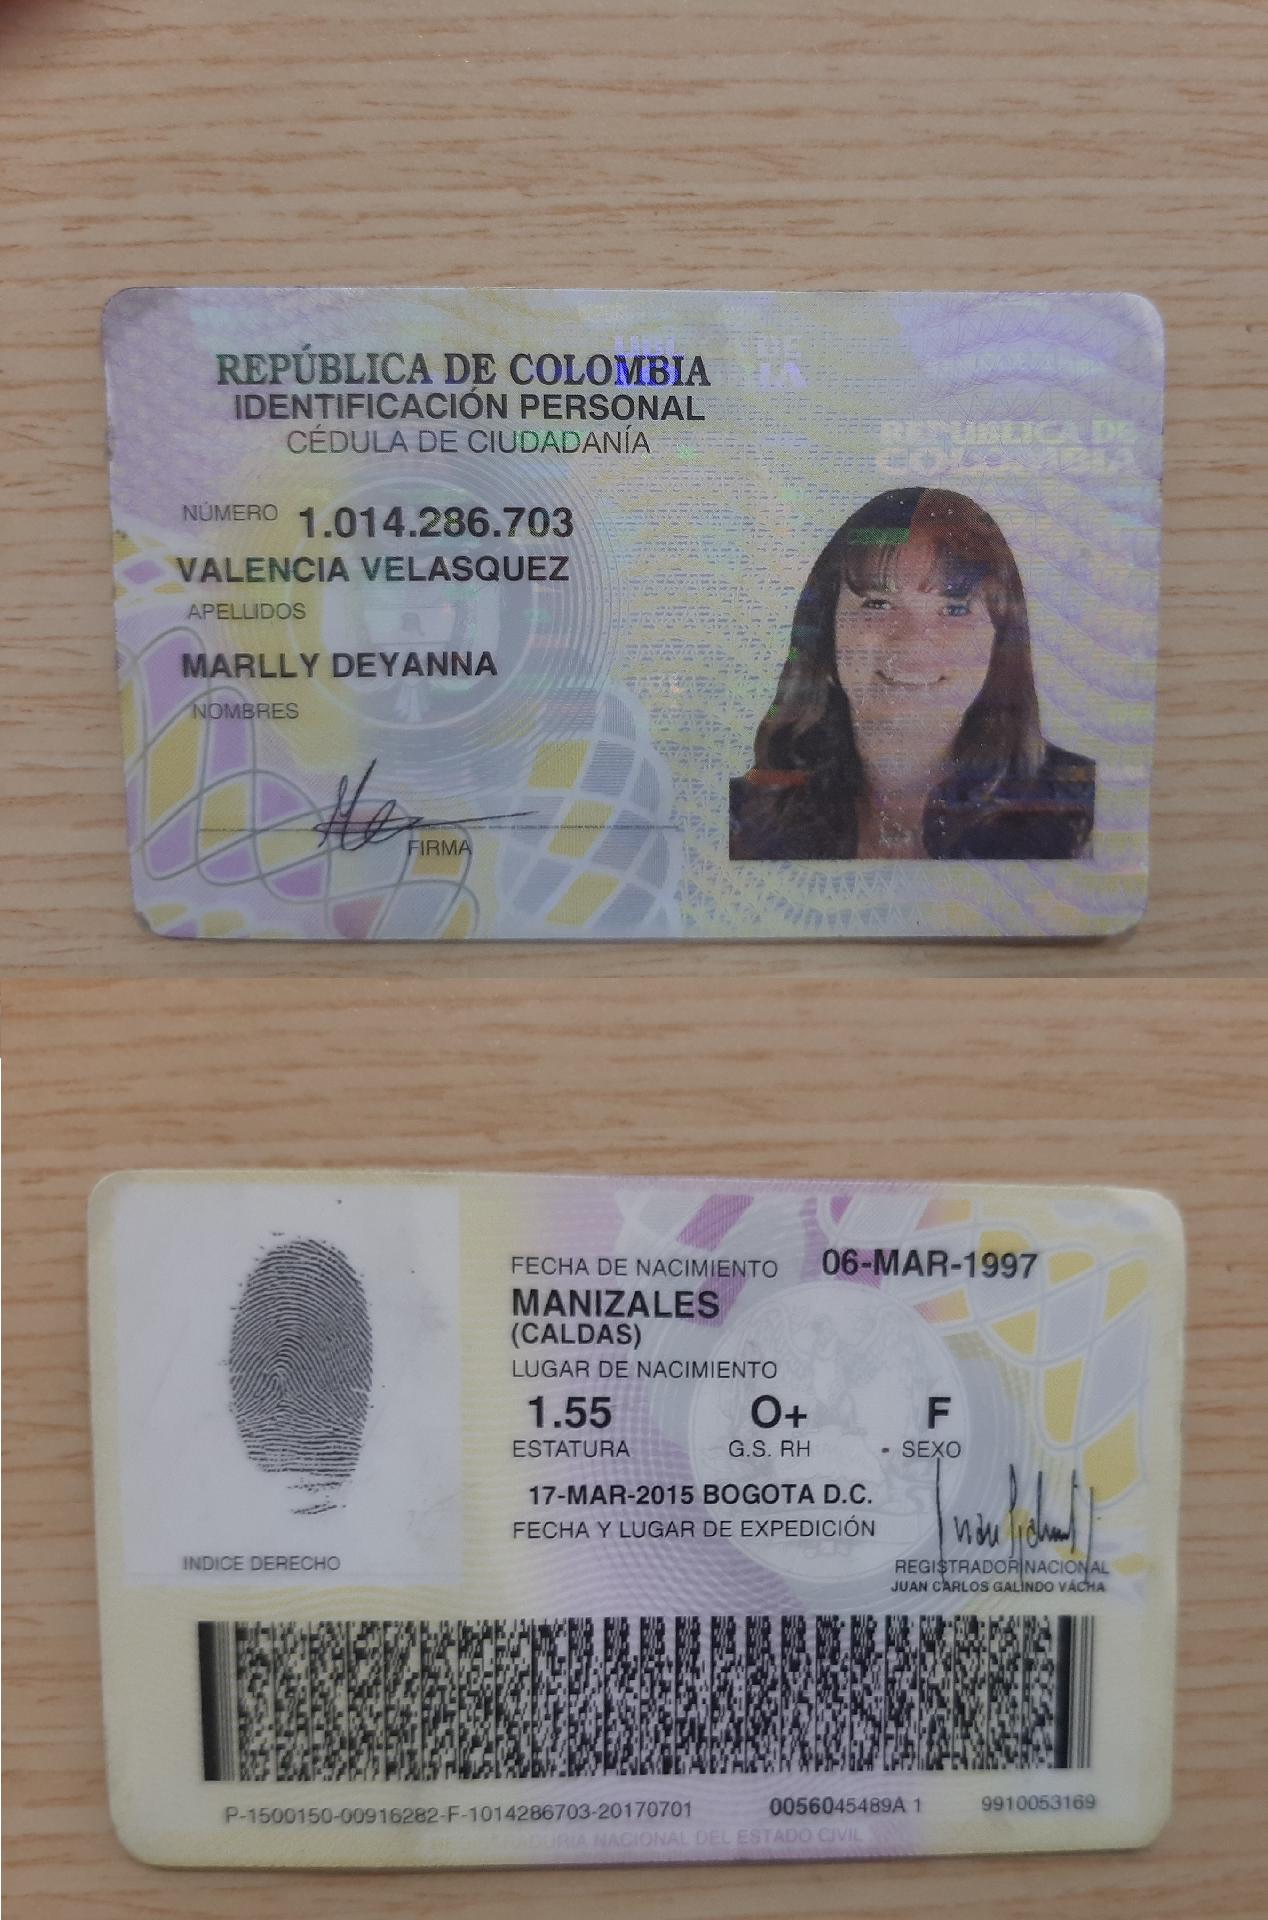 REPÚBLICA DE COLOMBIA
IDENTIFICACIÓN PERSONAL
CÉDULA DE CIUDADANÍA
REPÚBLICA DE
COLOMBIA
NÚMERO 1.014.286.703
VALENCIA VELASQUEZ
APELLIDOS
MARLLY DEYANNA
NOMBRES
FIRMA
FECHA DE NACIMIENTO 06-MAR-1997
MANIZALES
(CALDAS)
LUGAR DE NACIMIENTO
1.55 O+ F
ESTATURA G.S. RH SEXO
17-MAR-2015 BOGOTA D.C.
FECHA Y LUGAR DE EXPEDICIÓN
INDICE DERECHO
REGISTRADOR NACIONAL
JUAN CARLOS GALINDO VÁCHA
P-1500150-00916282-F-1014286703-20170701 0056045489A 1 9910053169
REGISTRADURIA NACIONAL DEL ESTADO CIVIL